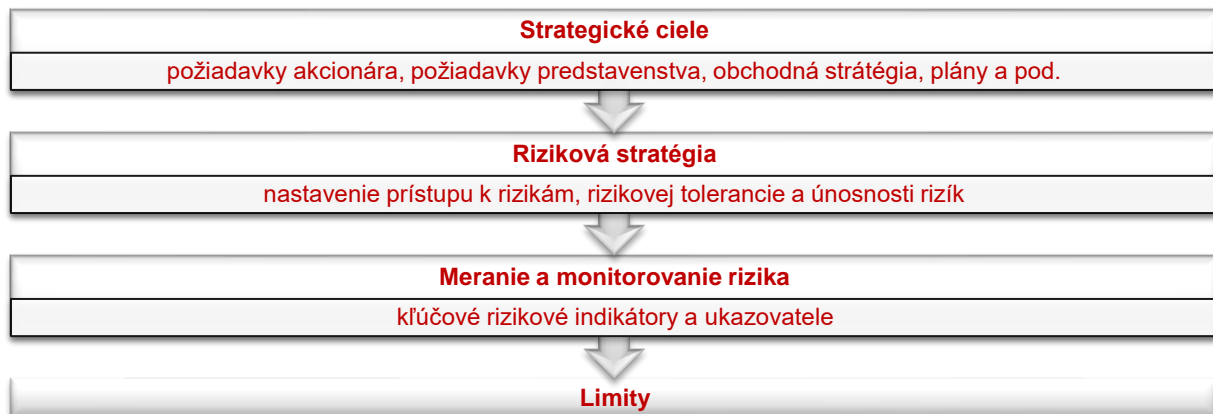 Strategické ciele
požiadavky akcionára, požiadavky predstavenstva, obchodná strátégia, plány a pod.
Riziková stratégia
nastavenie prístupu k rizikám, rizikovej tolerancie a únosnosti rizík
Meranie a monitorovanie rizika
kľúčové rizikové indikátory a ukazovatele
Limity